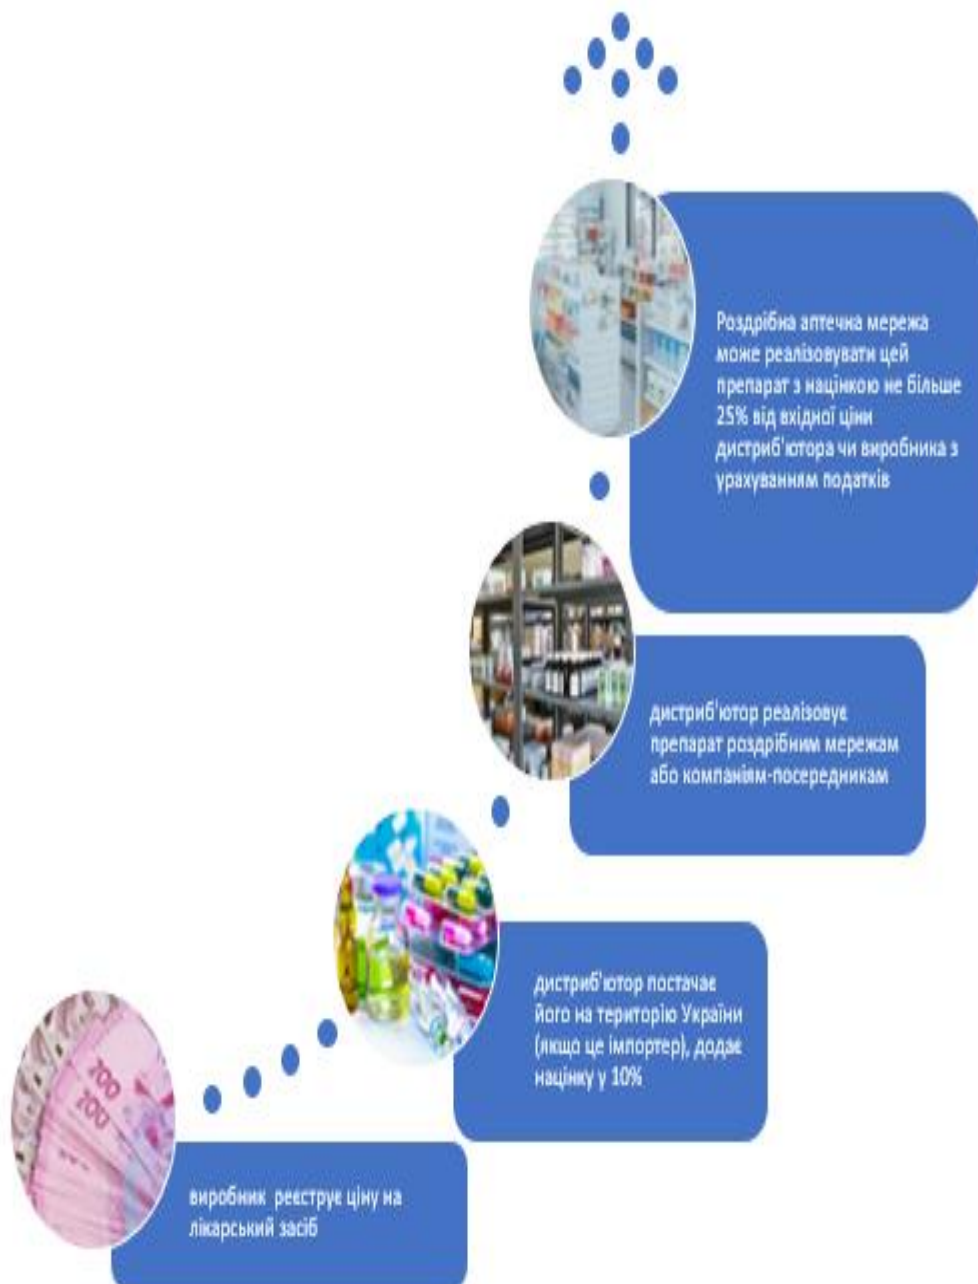 Роздрібна аптечна мережа
може реалізовувати цей
препарат з націнкою не більше
25% від вхідної ціни
дистриб'ютора чи виробника з
урахуванням податків
дистриб'ютор реалізовує
препарат роздрібним мережам
або компаніям-посередникам
дистриб'ютор постачає
його на територію України
(якщо це імпортер), додає
націнку у 10%
200
200
виробник реєструє ціну на
лікарський засіб